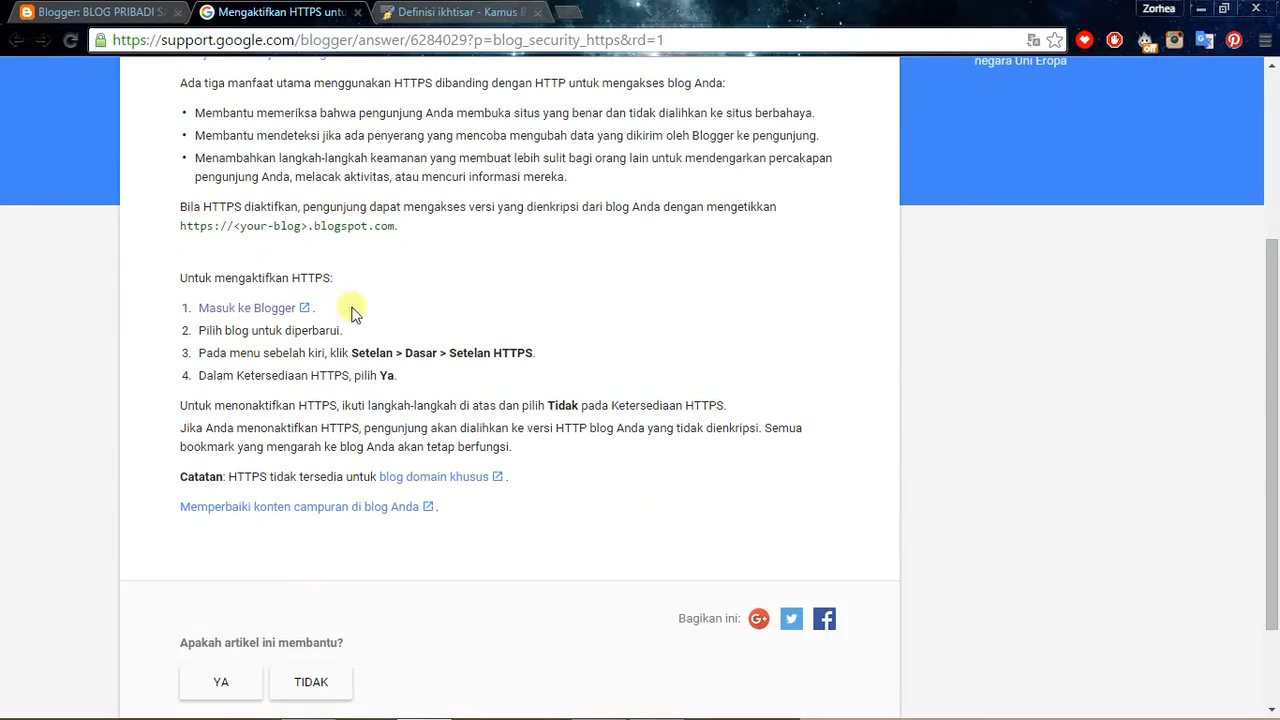 Blogger: BLOG PRIBADI SA
Mengaktifkan HTTPS untu
Definisi ikhtisar - Kamus B
Zorhea
https://support.google.com/blogger/answer/6284029?p=blog_security_https&rd=1
off
negara Uni Eropa
Ada tiga manfaat utama menggunakan HTTPS dibanding dengan HTTP untuk mengakses blog Anda:
• Membantu memeriksa bahwa pengunjung Anda membuka situs yang benar dan tidak dialihkan ke situs berbahaya.
• Membantu mendeteksi jika ada penyerang yang mencoba mengubah data yang dikirim oleh Blogger ke pengunjung.
• Menambahkan langkah-langkah keamanan yang membuat lebih sulit bagi orang lain untuk mendengarkan percakapan
pengunjung Anda, melacak aktivitas, atau mencuri informasi mereka.
Bila HTTPS diaktifkan, pengunjung dapat mengakses versi yang dienkripsi dari blog Anda dengan mengetikkan
https://<your-blog>.blogspot.com.
Untuk mengaktifkan HTTPS:
1. Masuk ke Blogger .
2. Pilih blog untuk diperbarui.
3. Pada menu sebelah kiri, klik Setelan > Dasar > Setelan HTTPS.
4. Dalam Ketersediaan HTTPS, pilih Ya.
Untuk menonaktifkan HTTPS, ikuti langkah-langkah di atas dan pilih Tidak pada Ketersediaan HTTPS.
Jika Anda menonaktifkan HTTPS, pengunjung akan dialihkan ke versi HTTP blog Anda yang tidak dienkripsi. Semua
bookmark yang mengarah ke blog Anda akan tetap berfungsi.
Catatan: HTTPS tidak tersedia untuk blog domain khusus .
Memperbaiki konten campuran di blog Anda .
Bagikan ini:
Apakah artikel ini membantu?
YA
TIDAK